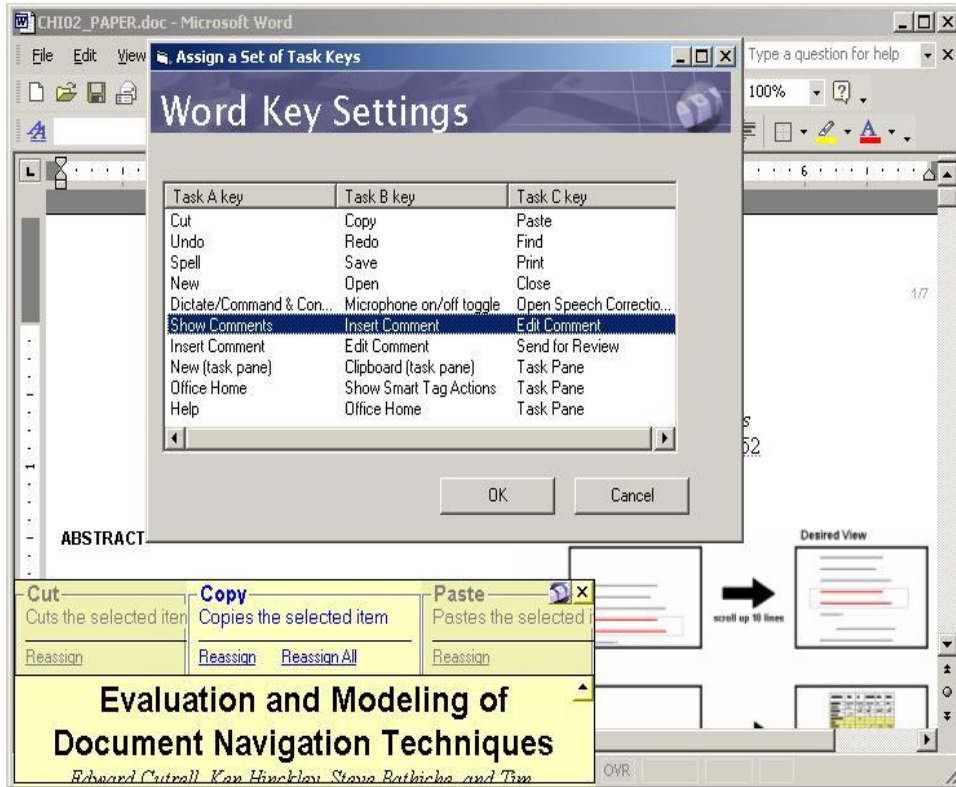 CHI02_PAPER.doc - Microsoft Word
File Edit View
Type a question for help
100%
Assign a Set of Task Keys
Word Key Settings
Task A key Task B key Task C key
Cut Copy Paste
Undo Redo Find
Spell Save Print
New Open Close
Dictate/Command & Con... Microphone on/off toggle Open Speech Correctio...
Show Comments Insert Comment Edit Comment
Insert Comment Edit Comment Send for Review
New (task pane) Clipboard (task pane) Task Pane
Office Home Show Smart Tag Actions Task Pane
Help Office Home Task Pane
OK Cancel
6
1/7
s
52
1
ABSTRACT
Desired View
scroll up 10 lines
Cut Copy Paste
Cuts the selected iten Copies the selected item Pastes the selected i
Reassign Reassign Reassign All Reassign
Evaluation and Modeling of
Document Navigation Techniques
Edward Cutrell, Ken Hinckley, Steve Bathiche, and Tim
OVR